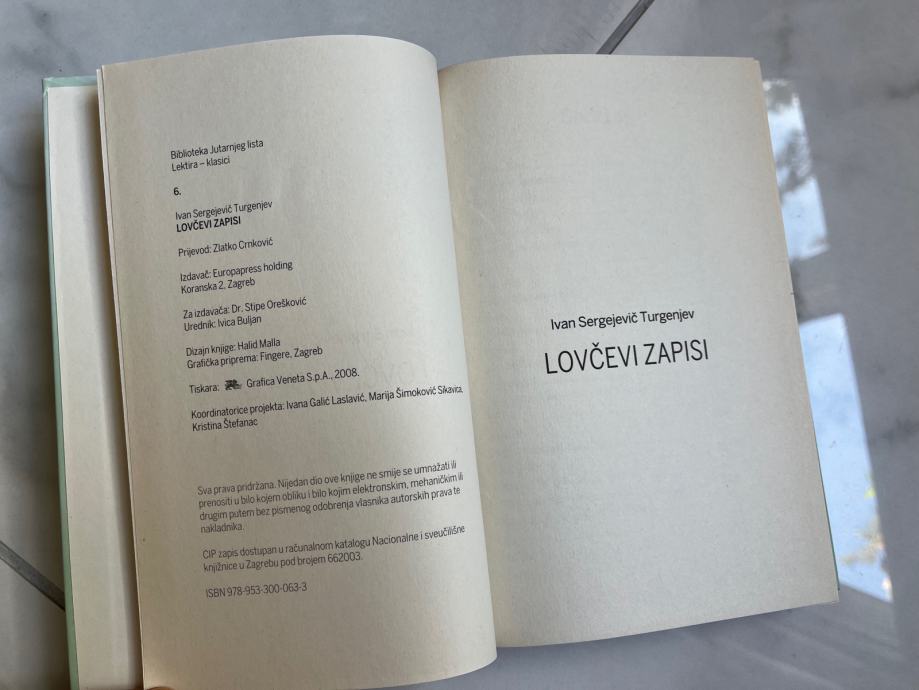 Biblioteka Jutarnjeg lista
Lektira – klasici
6.
Ivan Sergejevič Turgenjev
LOVČEVI ZAPISI
Prijevod: Zlatko Crnković
Izdavač: Europapress holding
Koranska 2, Zagreb
Za izdavača: Dr. Stipe Orešković
Urednik: Ivica Buljan
Dizajn knjige: Halid Malla
Grafička priprema: Fingere, Zagreb
Tiskara: Grafica Veneta S.p.A., 2008.
Koordinatorice projekta: Ivana Galić Laslavić, Marija Šimoković Sikavica,
Kristina Štefanac
Sva prava pridržana. Nijedan dio ove knjige ne smije se umnažati ili
prenositi u bilo kojem obliku i bilo kojim elektronskim, mehaničkim ili
drugim putem bez pismenog odobrenja vlasnika autorskih prava te
nakladnika.
CIP zapis dostupan u računalnom katalogu Nacionalne i sveučilišne
knjižnice u Zagrebu pod brojem 662003.
ISBN 978-953-300-063-3
Ivan Sergejevič Turgenjev
LOVČEVI ZAPISI